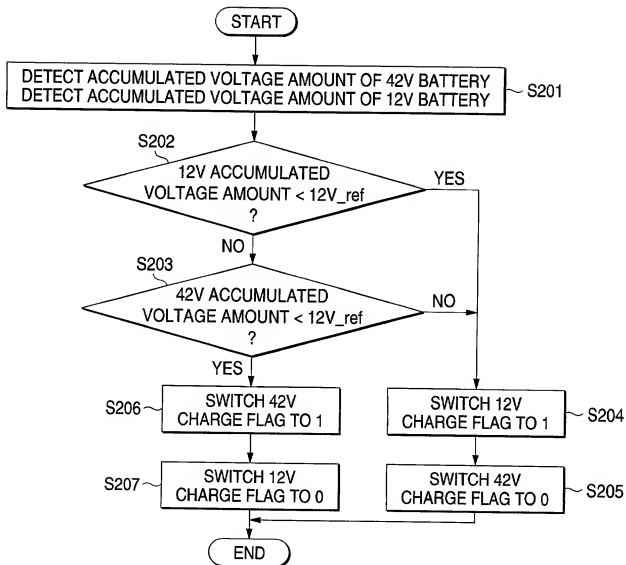 START
DETECT ACCUMULATED VOLTAGE AMOUNT OF 42V BATTERY
DETECT ACCUMULATED VOLTAGE AMOUNT OF 12V BATTERY
S201
S202
12V ACCUMULATED
VOLTAGE AMOUNT < 12V_ref
?
YES
NO
S203
42V ACCUMULATED
VOLTAGE AMOUNT < 12V_ref
?
NO
YES
S206
SWITCH 42V
CHARGE FLAG TO 1
SWITCH 12V
CHARGE FLAG TO 1
S204
S207
SWITCH 12V
CHARGE FLAG TO 0
SWITCH 42V
CHARGE FLAG TO 0
S205
END